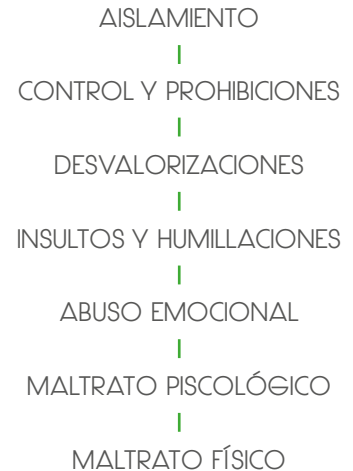 AISLAMIENTO
CONTROL Y PROHIBICIONES
DESVALORIZACIONES
INSULTOS Y HUMILLACIONES
ABUSO EMOCIONAL
MALTRATO PISCOLÓGICO
MALTRATO FÍSICO